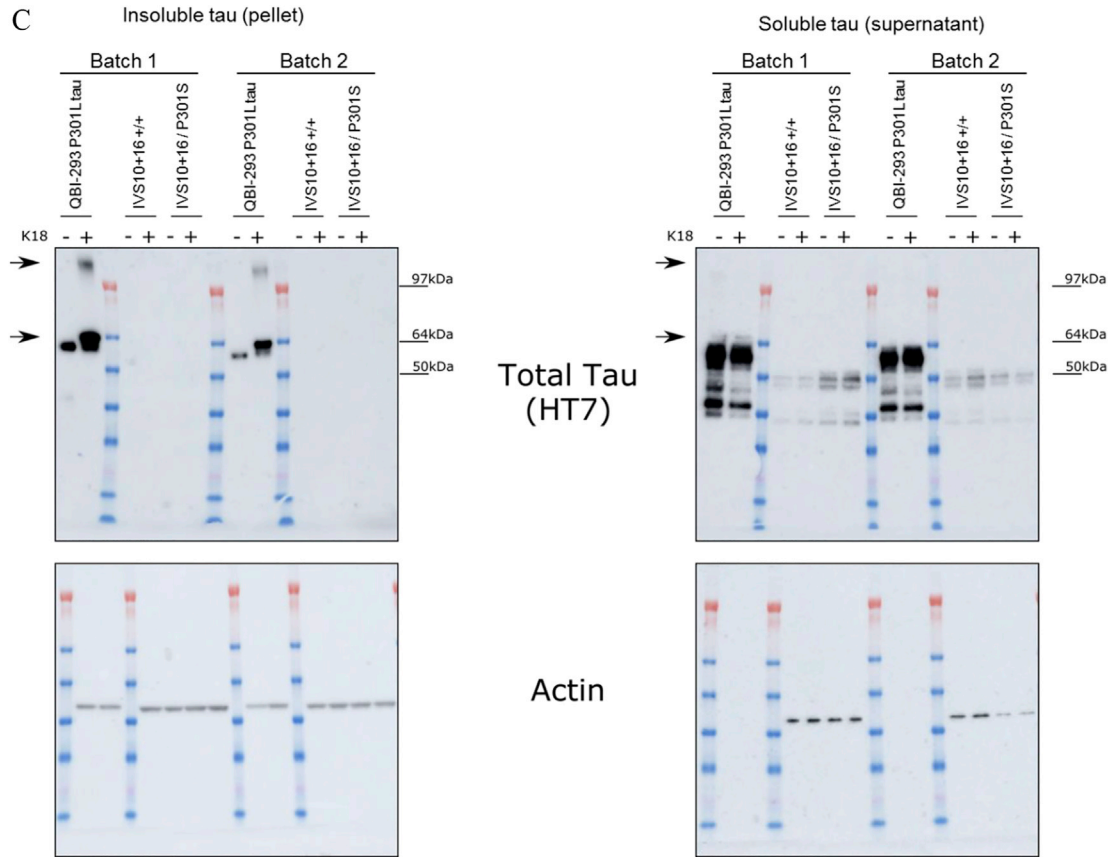 C
Insoluble tau (pellet)
Batch 1
Batch 2
QBI-293 P301L tau
IVS10+16 +/+
IVS10+16 / P301S
QBI-293 P301L tau
IVS10+16 +/+
IVS10+16 / P301S
K18 - + - + - + - + - + - +
97kDa
64kDa
50kDa
Soluble tau (supernatant)
Batch 1
Batch 2
QBI-293 P301L tau
IVS10+16 +/+
IVS10+16 / P301S
QBI-293 P301L tau
IVS10+16 +/+
IVS10+16 / P301S
K18 - + - + - + - + - + - +
97kDa
64kDa
50kDa
Total Tau
(HT7)
Actin